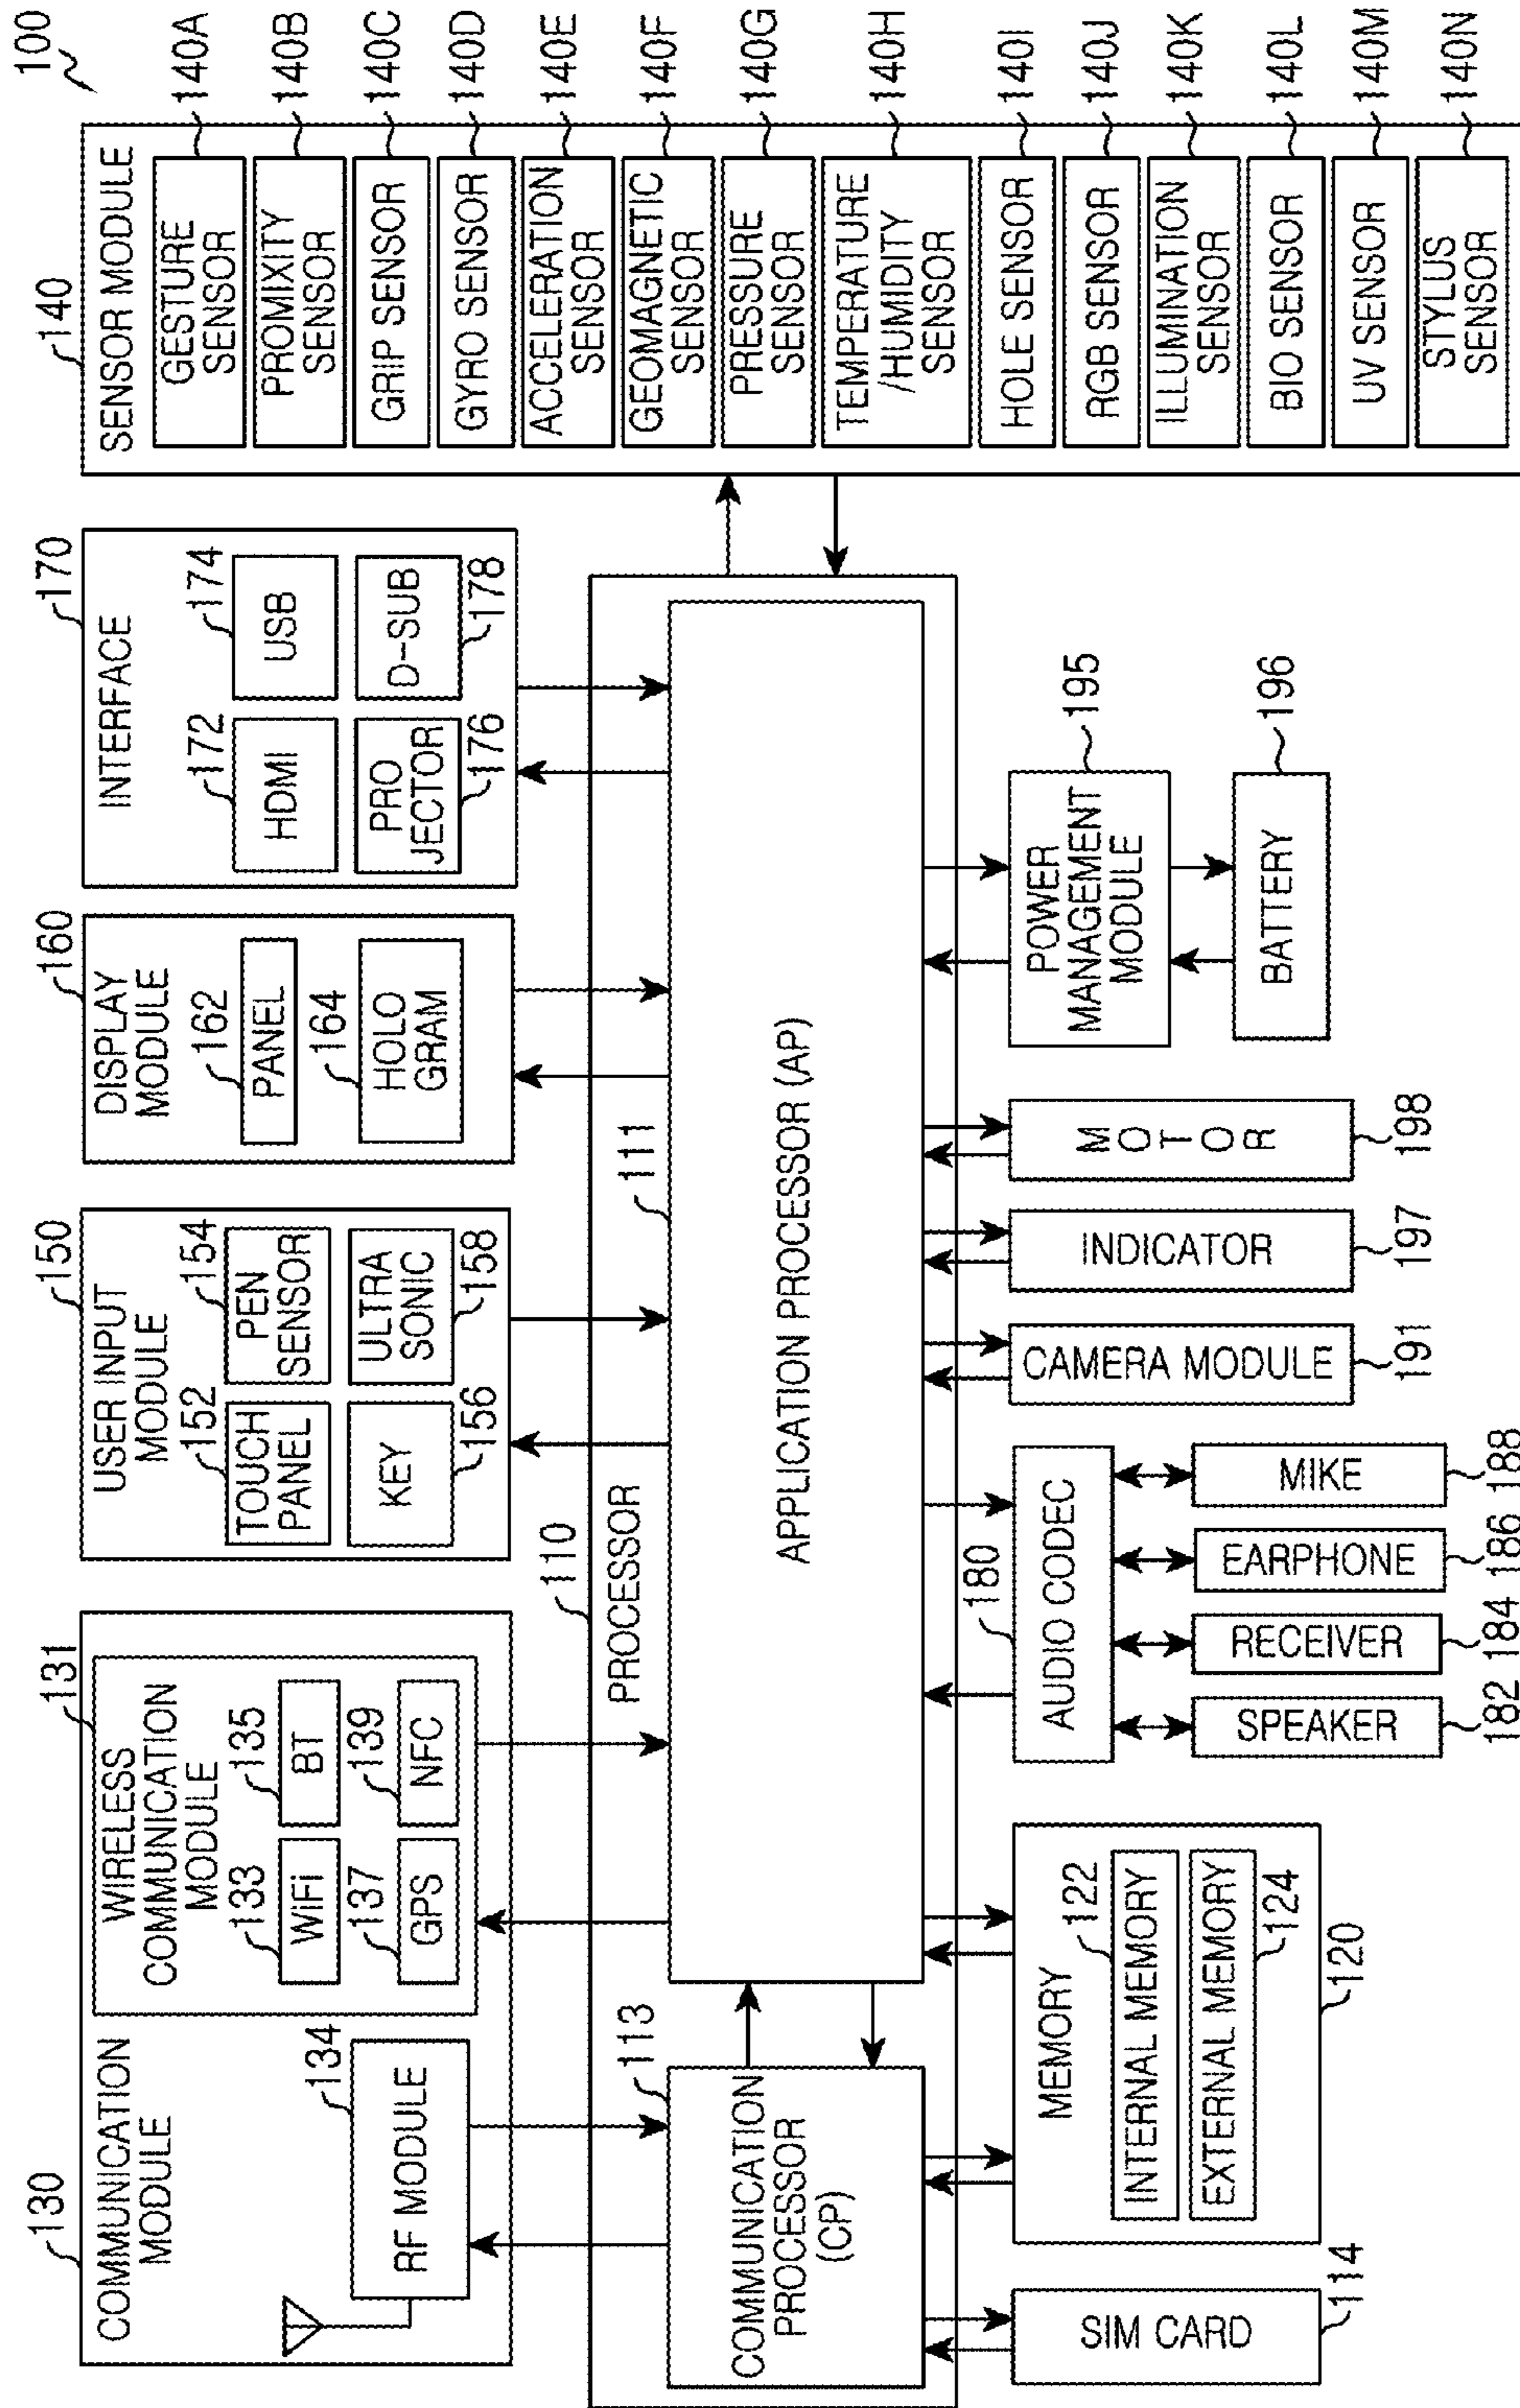 100
130
COMMUNICATION
MODULE
134
RF MODULE
131
WIRELESS
COMMUNICATION
MODULE
133
WiFi
135
BT
137
GPS
139
NFC
150
USER INPUT
MODULE
152
TOUCH
PANEL
154
PEN
SENSOR
KEY
156
ULTRA
SONIC
158
160
DISPLAY
MODULE
162
PANEL
164
HOLO
GRAM
170
INTERFACE
172
HDMI
174
USB
PRO
JECTOR
176
D-SUB
178
140
SENSOR MODULE
GESTURE
SENSOR
140A
PROMIXITY
SENSOR
140B
GRIP SENSOR
140C
GYRO SENSOR
140D
ACCELERATION
SENSOR
140E
GEOMAGNETIC
SENSOR
140F
PRESSURE
SENSOR
140G
TEMPERATURE
/HUMIDITY
SENSOR
140H
HOLE SENSOR
140I
RGB SENSOR
140J
ILLUMINATION
SENSOR
140K
BIO SENSOR
140L
UV SENSOR
140M
STYLUS
SENSOR
140N
110
PROCESSOR
113
COMMUNICATION
PROCESSOR
(CP)
111
APPLICATION PROCESSOR (AP)
SIM CARD
114
MEMORY
122
INTERNAL MEMORY
EXTERNAL MEMORY
124
120
180
AUDIO CODEC
SPEAKER
182
RECEIVER
184
EARPHONE
186
MIKE
188
CAMERA MODULE
191
INDICATOR
197
MOTOR
198
POWER
MANAGEMENT
MODULE
195
BATTERY
196